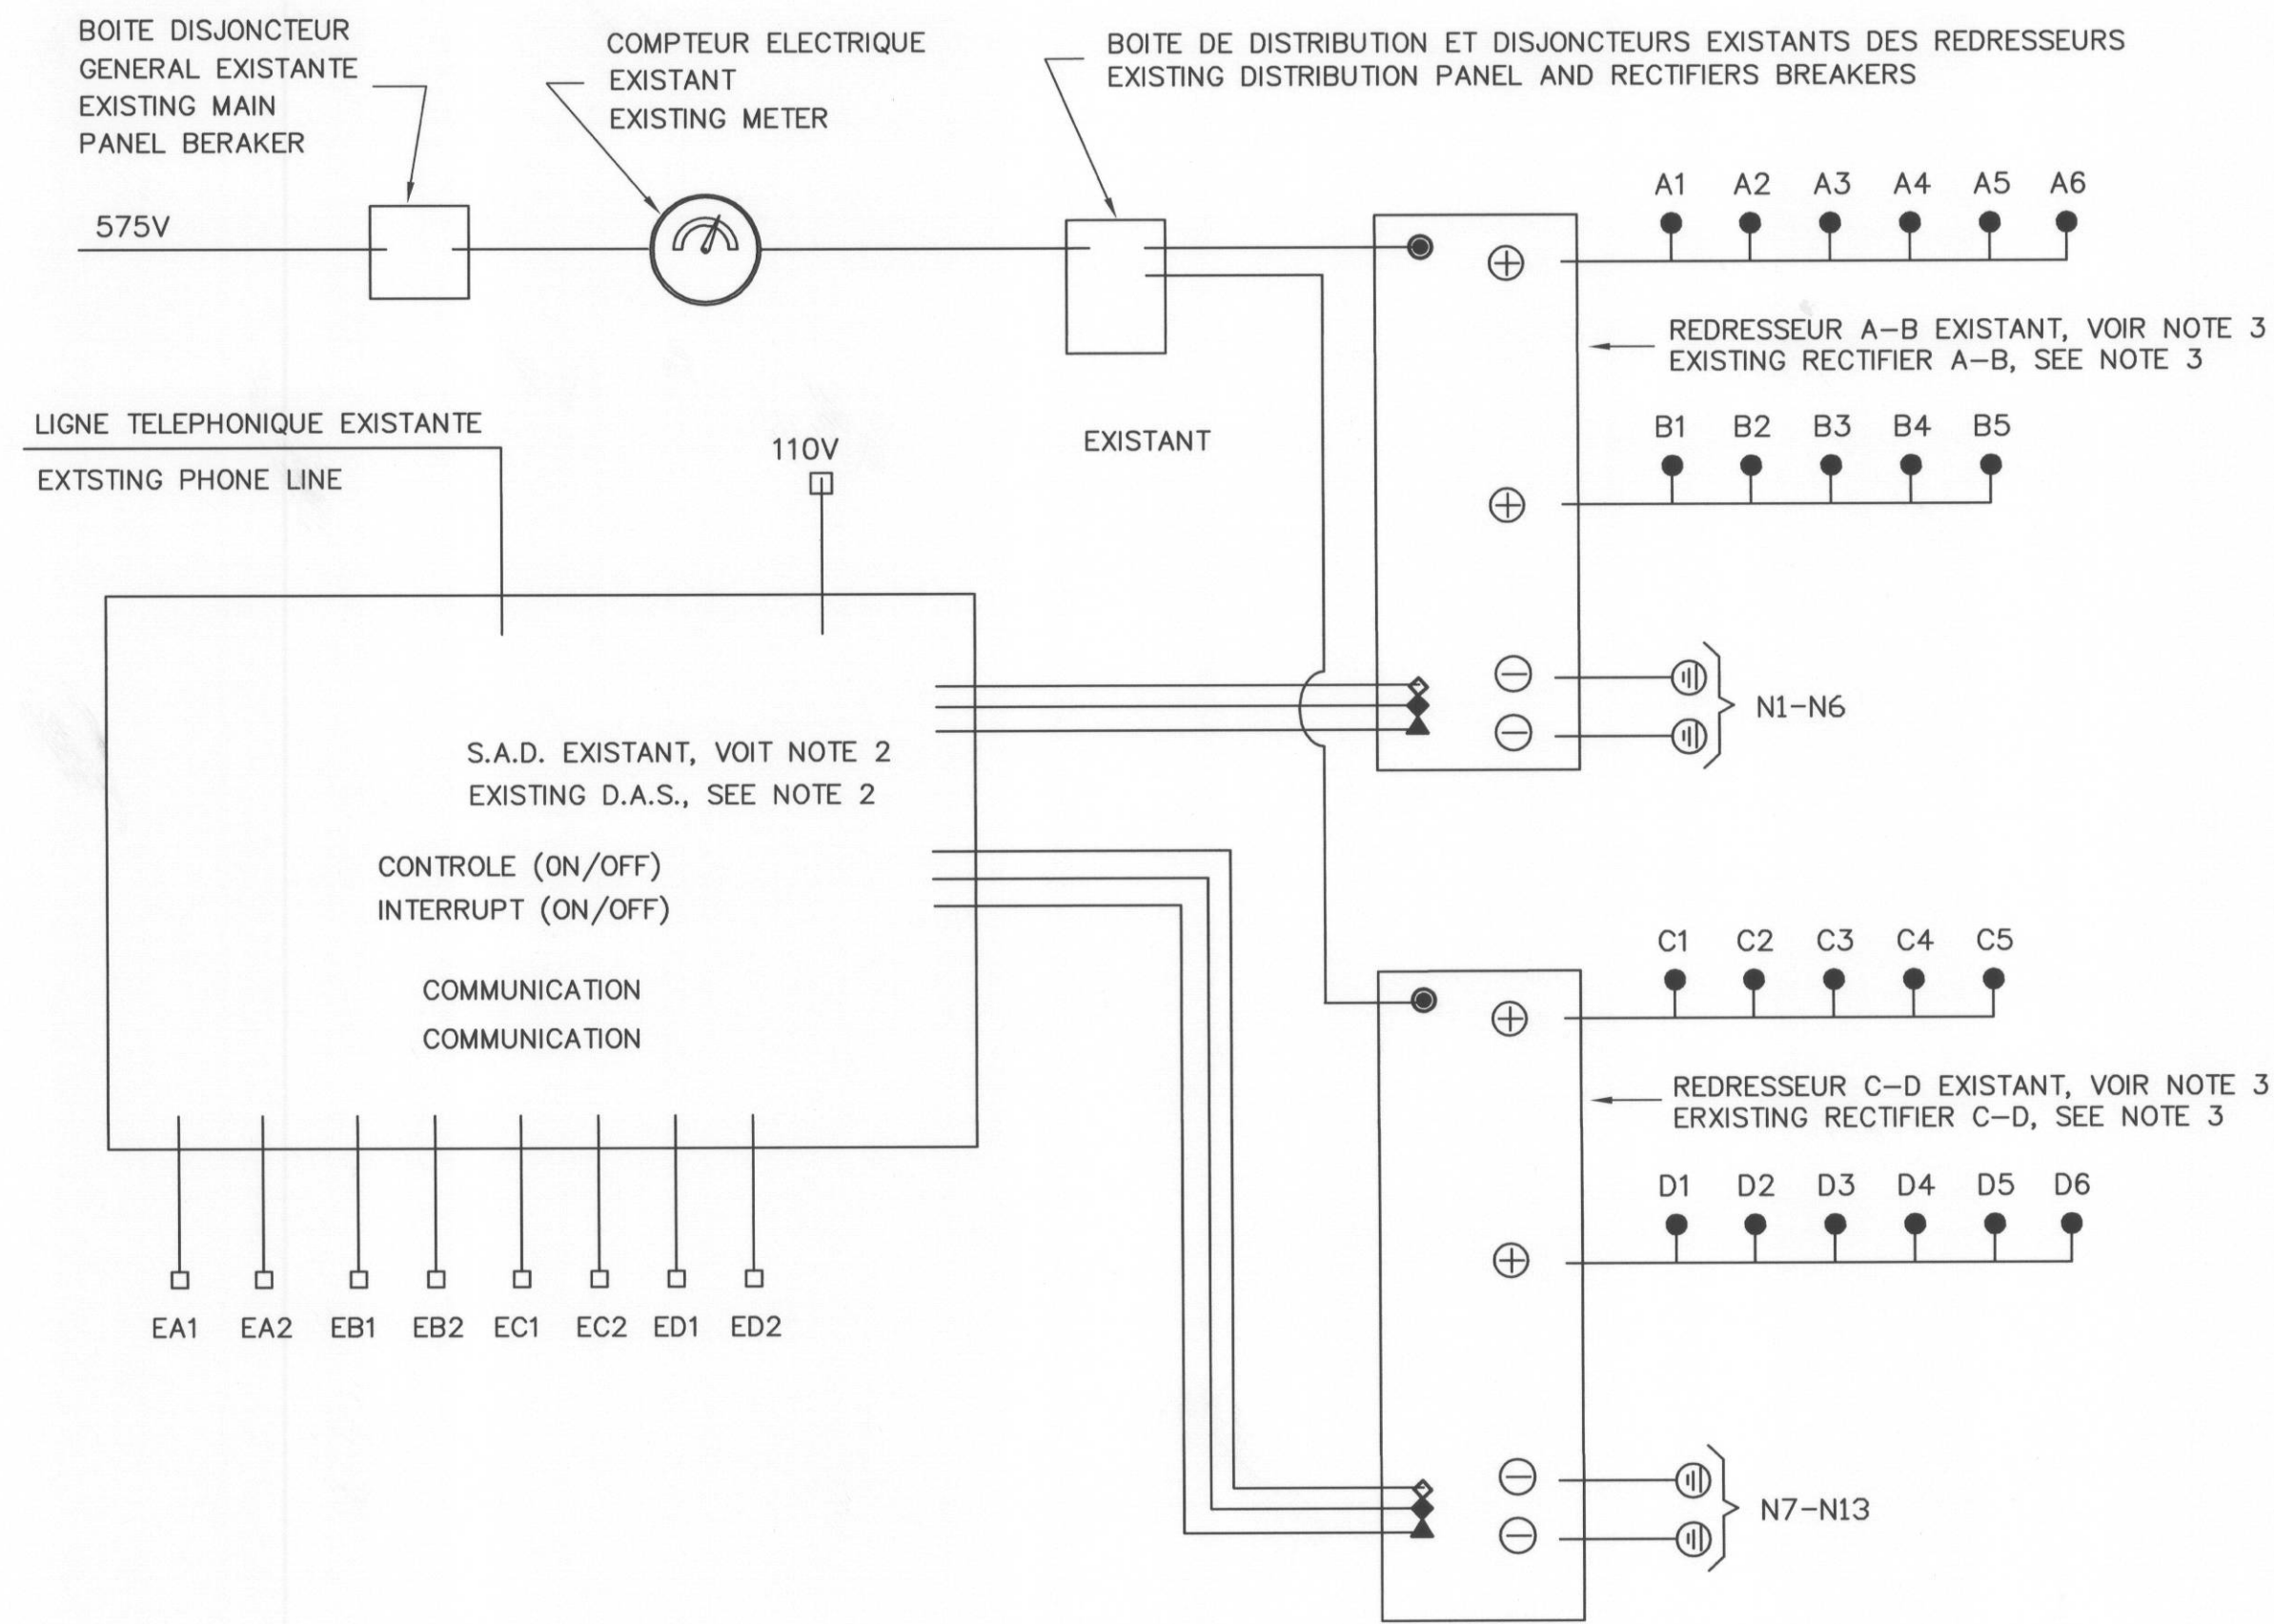 BOITE DISJONCTEUR
GENERAL EXISTANTE
EXISTING MAIN
PANEL BERAKER
COMPTEUR ELECTRIQUE
EXISTANT
EXISTING METER
BOITE DE DISTRIBUTION ET DISJONCTEURS EXISTANTS DES REDRESSEURS
EXISTING DISTRIBUTION PANEL AND RECTIFIERS BREAKERS
575V
A1 A2 A3 A4 A5 A6
REDRESSEUR A-B EXISTANT, VOIR NOTE 3
EXISTING RECTIFIER A-B, SEE NOTE 3
LIGNE TELEPHONIQUE EXISTANTE
EXTSTING PHONE LINE
110V
EXISTANT
B1 B2 B3 B4 B5
N1-N6
S.A.D. EXISTANT, VOIT NOTE 2
EXISTING D.A.S., SEE NOTE 2
CONTROLE (ON/OFF)
INTERRUPT (ON/OFF)
COMMUNICATION
COMMUNICATION
C1 C2 C3 C4 C5
REDRESSEUR C-D EXISTANT, VOIR NOTE 3
ERXISTING RECTIFIER C-D, SEE NOTE 3
D1 D2 D3 D4 D5 D6
EA1 EA2 EB1 EB2 EC1 EC2 ED1 ED2
N7-N13